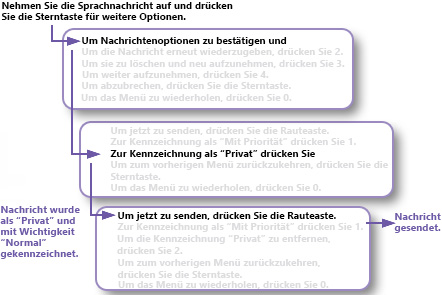 Nehmen Sie die Sprachnachricht auf und drücken
Sie die Sterntaste für weitere Optionen.
Um Nachrichtenoptionen zu bestätigen und
Um die Nachricht erneut wiederzugeben, drücken Sie 2.
Um sie zu löschen und neu aufzunehmen, drücken Sie 3.
Um weiter aufzunehmen, drücken Sie 4.
Um abzubrechen, drücken Sie die Sterntaste.
Um das Menü zu wiederholen, drücken Sie 0.
Um jetzt zu senden, drücken Sie die Rauteaste.
Zur Kennzeichnung als "Mit Priorität" drücken Sie 1.
Zur Kennzeichnung als "Privat" drücken Sie
Um zum vorherigen Menü zurückzukehren, drücken Sie die
Sterntaste.
Um das Menü zu wiederholen, drücken Sie 0.
Nachricht wurde
als "Privat" und
mit Wichtigkeit
"Normal"
gekennzeichnet.
Um jetzt zu senden, drücken Sie die Rauteaste.
Zur Kennzeichnung als "Mit Priorität" drücken Sie 1.
Um die Kennzeichnung "Privat" zu entfernen,
drücken Sie 2.
Um zum vorherigen Menü zurückzukehren,
drücken Sie die Sterntaste.
Um das Menü zu wiederholen, drücken Sie 0.
Nachricht
gesendet.